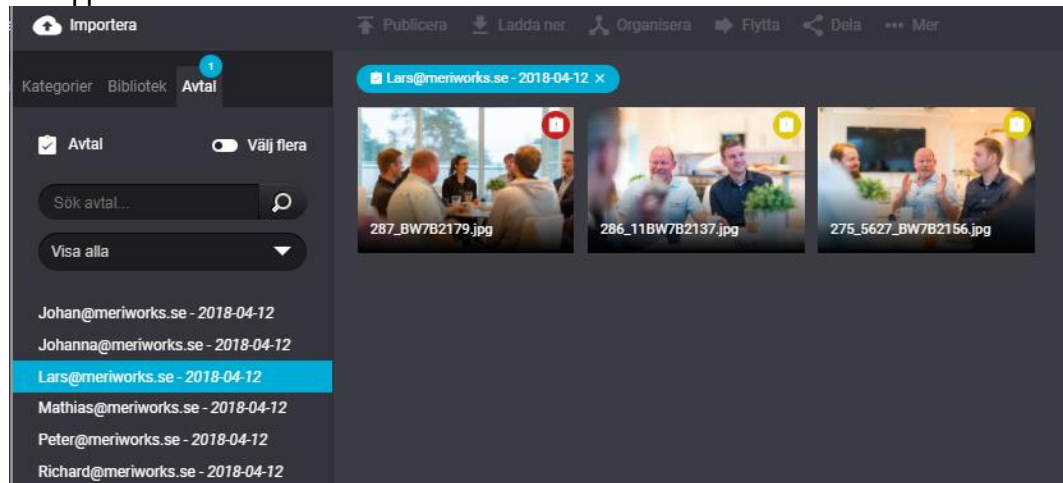 Importera
Publicera Ladda ner Organisera Flytta Dela Mer
Kategorier Bibliotek Avtal 1
Lars@meriworks.se - 2018-04-12 ×
Avtal Välj flera
Sök avtal...
Visa alla
287_BW7B2179.jpg 286_11BW7B2137.jpg 275_5627_BW7B2156.jpg
Johan@meriworks.se - 2018-04-12
Johanna@meriworks.se - 2018-04-12
Lars@meriworks.se - 2018-04-12
Mathias@meriworks.se - 2018-04-12
Peter@meriworks.se - 2018-04-12
Richard@meriworks.se - 2018-04-12